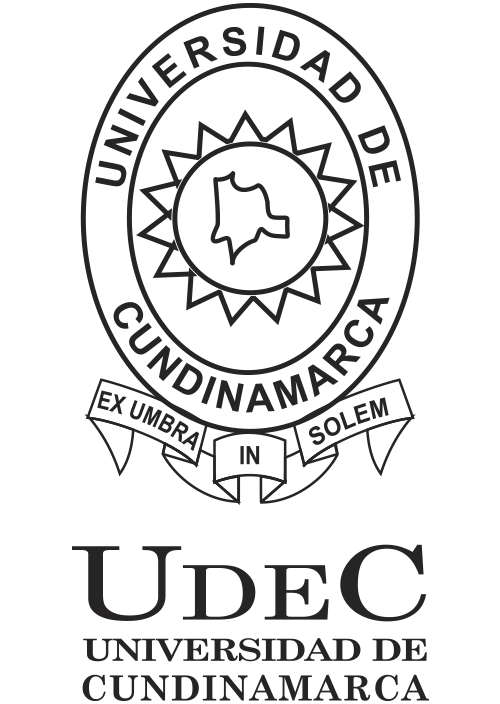 UNIVERSIDAD DE
CUNDINAMARCA
EX UMBRA
IN
SOLEM
UDEC
UNIVERSIDAD DE
CUNDINAMARCA